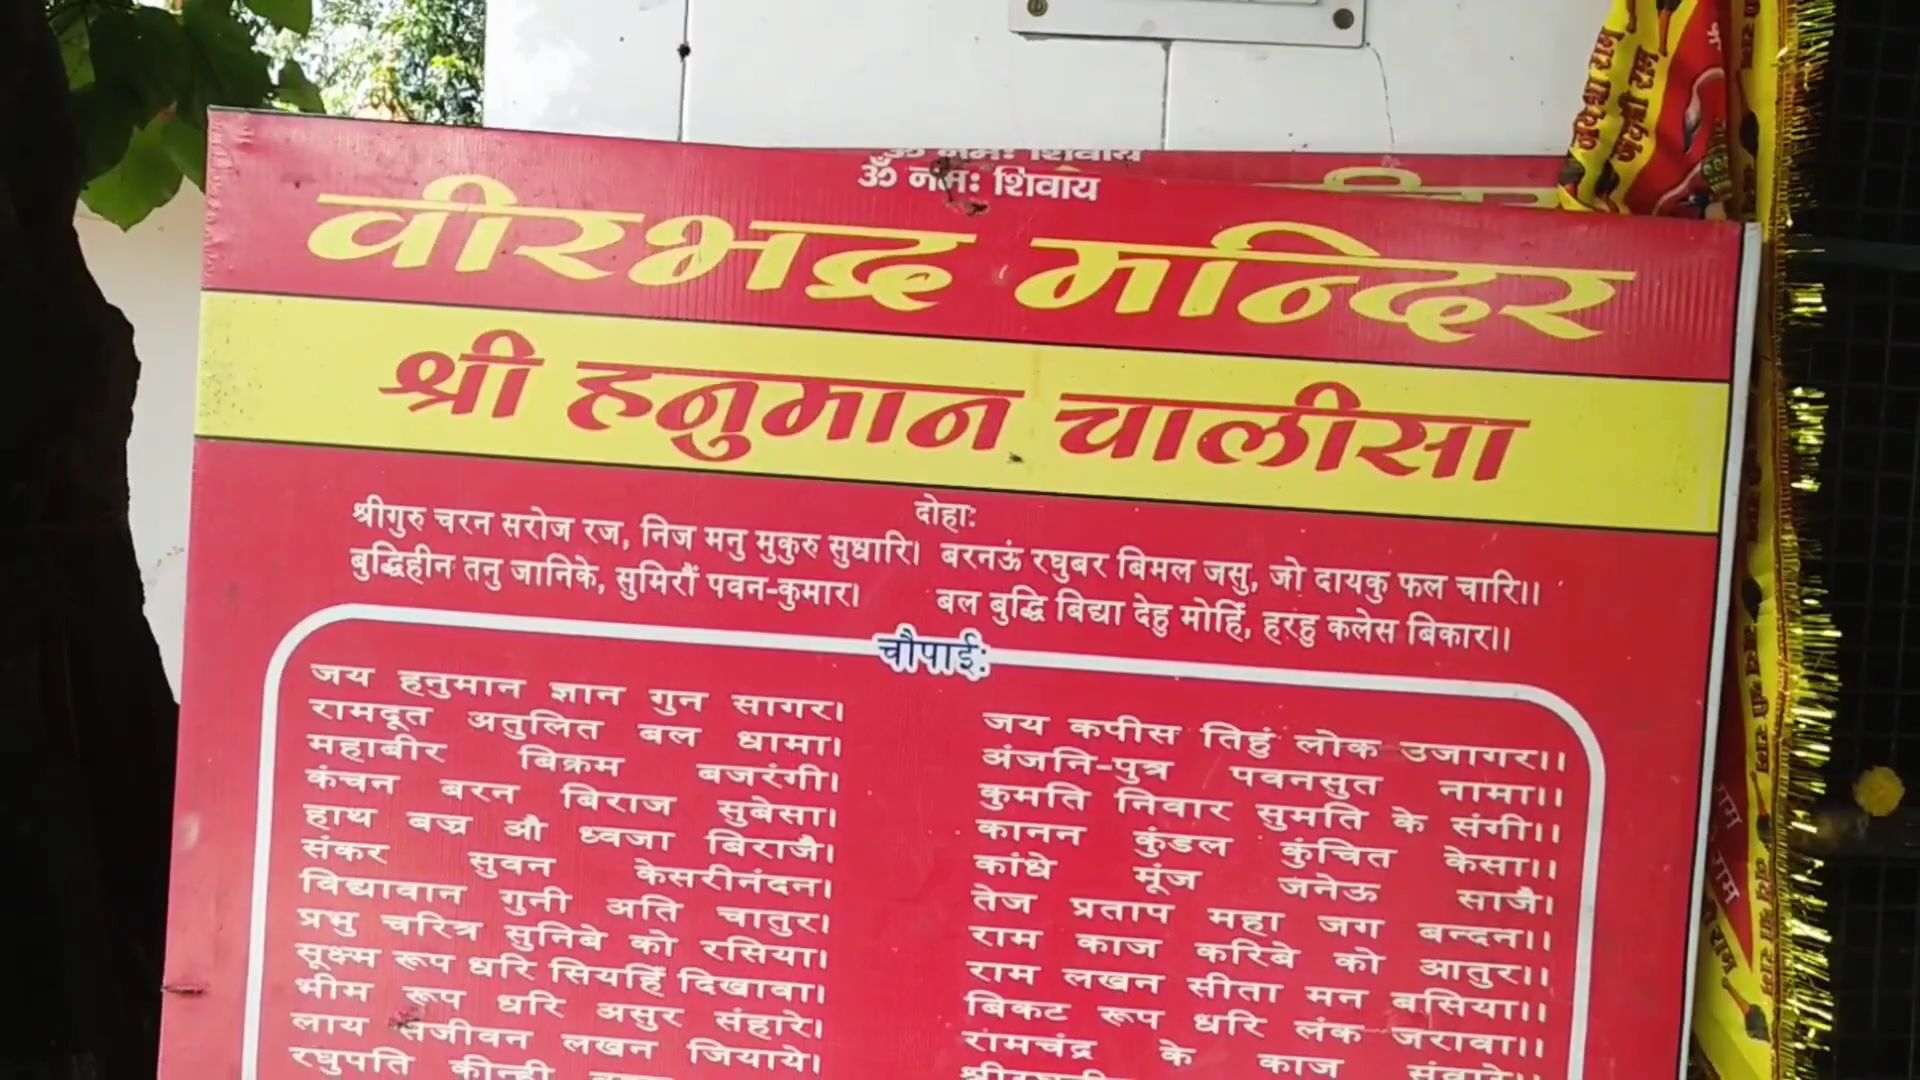 ॐ नमः शिवाय
वीरभद्र मन्दिर
श्री हनुमान चालीसा
दोहाः
श्रीगुरु चरन सरोज रज, निज मनु मुकुरु सुधारि। बरनऊं रघुबर बिमल जसु, जो दायकु फल चारि।।
बुद्धिहीन तनु जानिके, सुमिरौं पवन-कुमार। बल बुद्धि बिद्या देहु मोहिं, हरहु कलेस बिकार।।
चौपाई:
जय हनुमान ज्ञान गुन सागर। जय कपीस तिहुं लोक उजागर।।
रामदूत अतुलित बल धामा। अंजनि-पुत्र पवनसुत नामा।।
महाबीर बिक्रम बजरंगी। कुमति निवार सुमति के संगी।।
कंचन बरन बिराज सुबेसा। कानन कुंडल कुंचित केसा।।
हाथ बज्र औ ध्वजा बिराजै। कांधे मूंज जनेऊ साजै।
संकर सुवन केसरीनंदन। तेज प्रताप महा जग बन्दन।।
विद्यावान गुनी अति चातुर। राम काज करिबे को आतुर।।
प्रभु चरित्र सुनिबे को रसिया। राम लखन सीता मन बसिया।।
सूक्ष्म रूप धरि सियहिं दिखावा। बिकट रूप धरि लंक जरावा।।
भीम रूप धरि असुर संहारे। रांमचंद्र के काज संवारे।।
लाय सजीवन लखन जियाये।
रघुपति कीन्ही